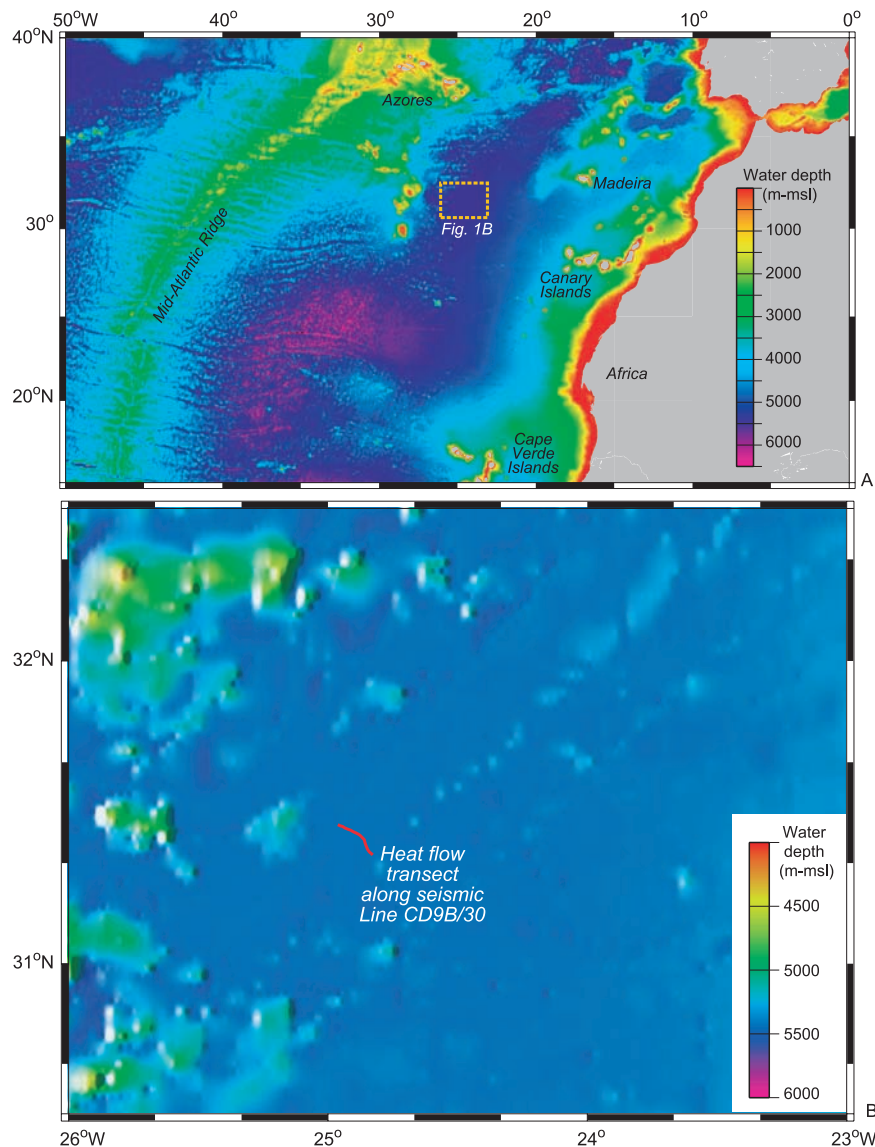 50°W 40° 30° 20° 10° 0°
40°N
Azores
Madeira
Water depth
(m-msl)
30°
1000
Fig. 1B
2000
Mid-Atlantic Ridge
3000
Canary
Islands
4000
Africa
5000
20°N
6000
Cape
Verde
Islands
A
32°N
Heat flow
transect
along seismic
Line CD9B/30
Water
depth
(m-msl)
4500
5000
31°N
5500
6000
B
26°W 25° 24° 23°W